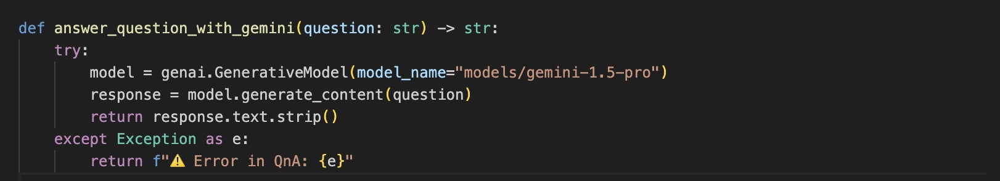 def answer_question_with_gemini(question: str) -> str:
    try:
        model = genai.GenerativeModel(model_name="models/gemini-1.5-pro")
        response = model.generate_content(question)
        return response.text.strip()
    except Exception as e:
        return f"⚠️ Error in QnA: {e}"